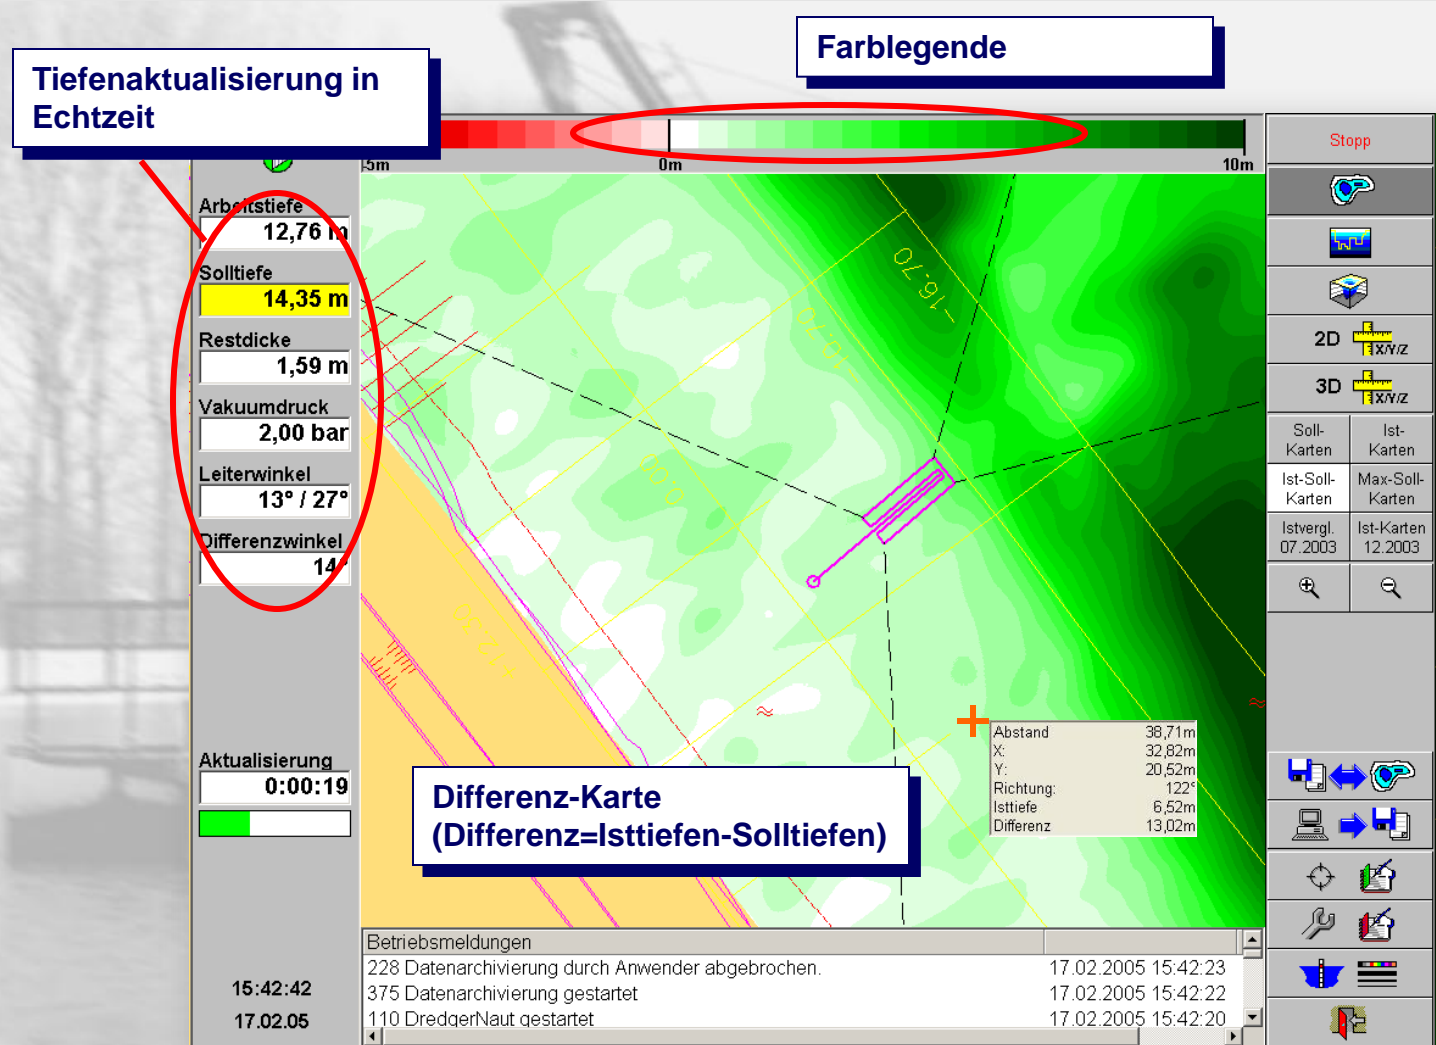 Farblegende
Tiefenaktualisierung in
Echtzeit
-5m
0m
10m
Stopp
Arbeitstiefe
12,76 m
Solltiefe
14,35 m
Restdicke
1,59 m
Vakuumdruck
2,00 bar
Leiterwinkel
13° / 27°
Differenzwinkel
14°
Aktualisierung
0:00:19
15:42:42
17.02.05
-16.70
-10.70
Abstand 38,71m
X: 32,82m
Y: 20,52m
Richtung: 122°
Isttiefe 6,52m
Differenz 13,02m
Differenz-Karte
(Differenz=Isttiefen-Solltiefen)
Betriebsmeldungen
228 Datenarchivierung durch Anwender abgebrochen. 17.02.2005 15:42:23
375 Datenarchivierung gestartet 17.02.2005 15:42:22
110 DredgerNaut gestartet 17.02.2005 15:42:20
2D X/Y/Z
3D X/Y/Z
Soll-
Karten
Ist-
Karten
Ist-Soll-
Karten
Max-Soll-
Karten
Istvergl.
07.2003
Ist-Karten
12.2003